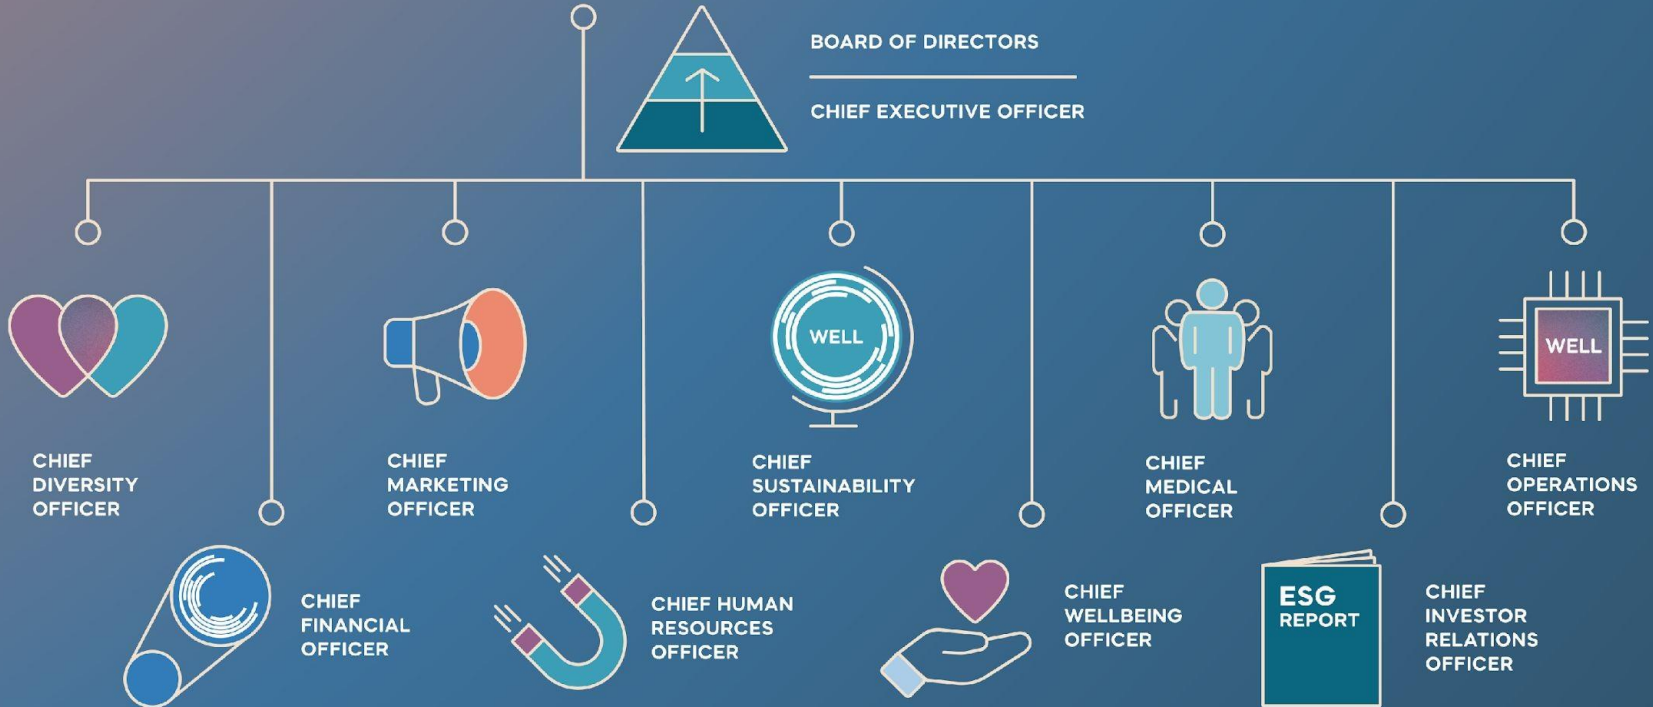 BOARD OF DIRECTORS
CHIEF EXECUTIVE OFFICER
CHIEF
DIVERSITY
OFFICER
CHIEF
FINANCIAL
OFFICER
CHIEF
MARKETING
OFFICER
CHIEF HUMAN
RESOURCES
OFFICER
WELL
CHIEF
SUSTAINABILITY
OFFICER
CHIEF
WELLBEING
OFFICER
CHIEF
MEDICAL
OFFICER
ESG
REPORT
CHIEF
INVESTOR
RELATIONS
OFFICER
WELL
CHIEF
OPERATIONS
OFFICER